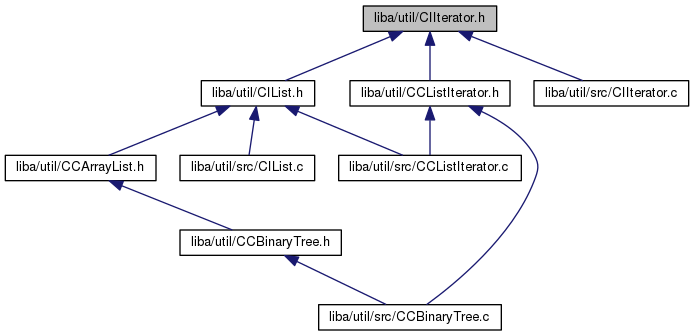 liba/util/CIIterator.h
liba/util/CIList.h
liba/util/CCListIterator.h
liba/util/src/CIIterator.c
liba/util/CCArrayList.h
liba/util/src/CIList.c
liba/util/src/CCListIterator.c
liba/util/CCBinaryTree.h
liba/util/src/CCBinaryTree.c